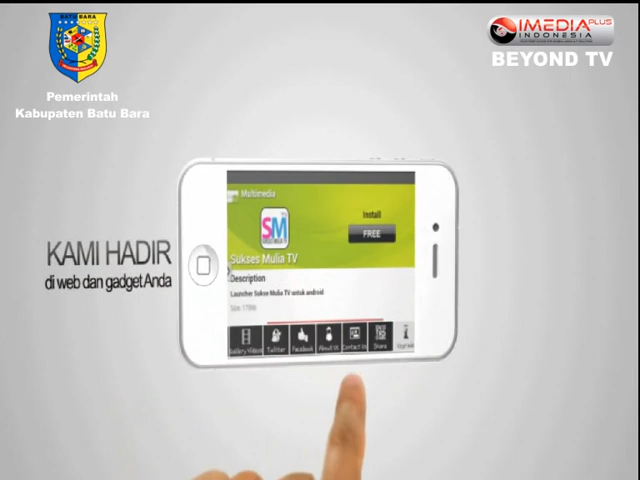 BATU BARA
Pemerintah
Kabupaten Batu Bara
IMEDIA PLUS
INDONESIA
BEYOND TV
KAMI HADIR
di web dan gadget Anda
Multimedia
SM
Install
FREE
Sukses Mulia TV
Description
Launcher Sukse Mulia TV untuk android
Gallery Videos
Twitter
Facebook
About Us
Contact Us
Share